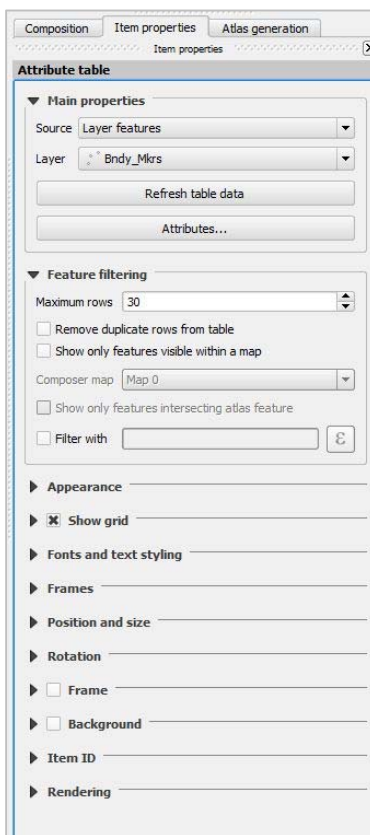 Composition Item properties Atlas generation
Item properties
Attribute table
Main properties
Source Layer features
Layer Bndy_Mkrs
Refresh table data
Attributes...
Feature filtering
Maximum rows 30
Remove duplicate rows from table
Show only features visible within a map
Composer map Map 0
Show only features intersecting atlas feature
Filter with ε
Appearance
Show grid
Fonts and text styling
Frames
Position and size
Rotation
Frame
Background
Item ID
Rendering